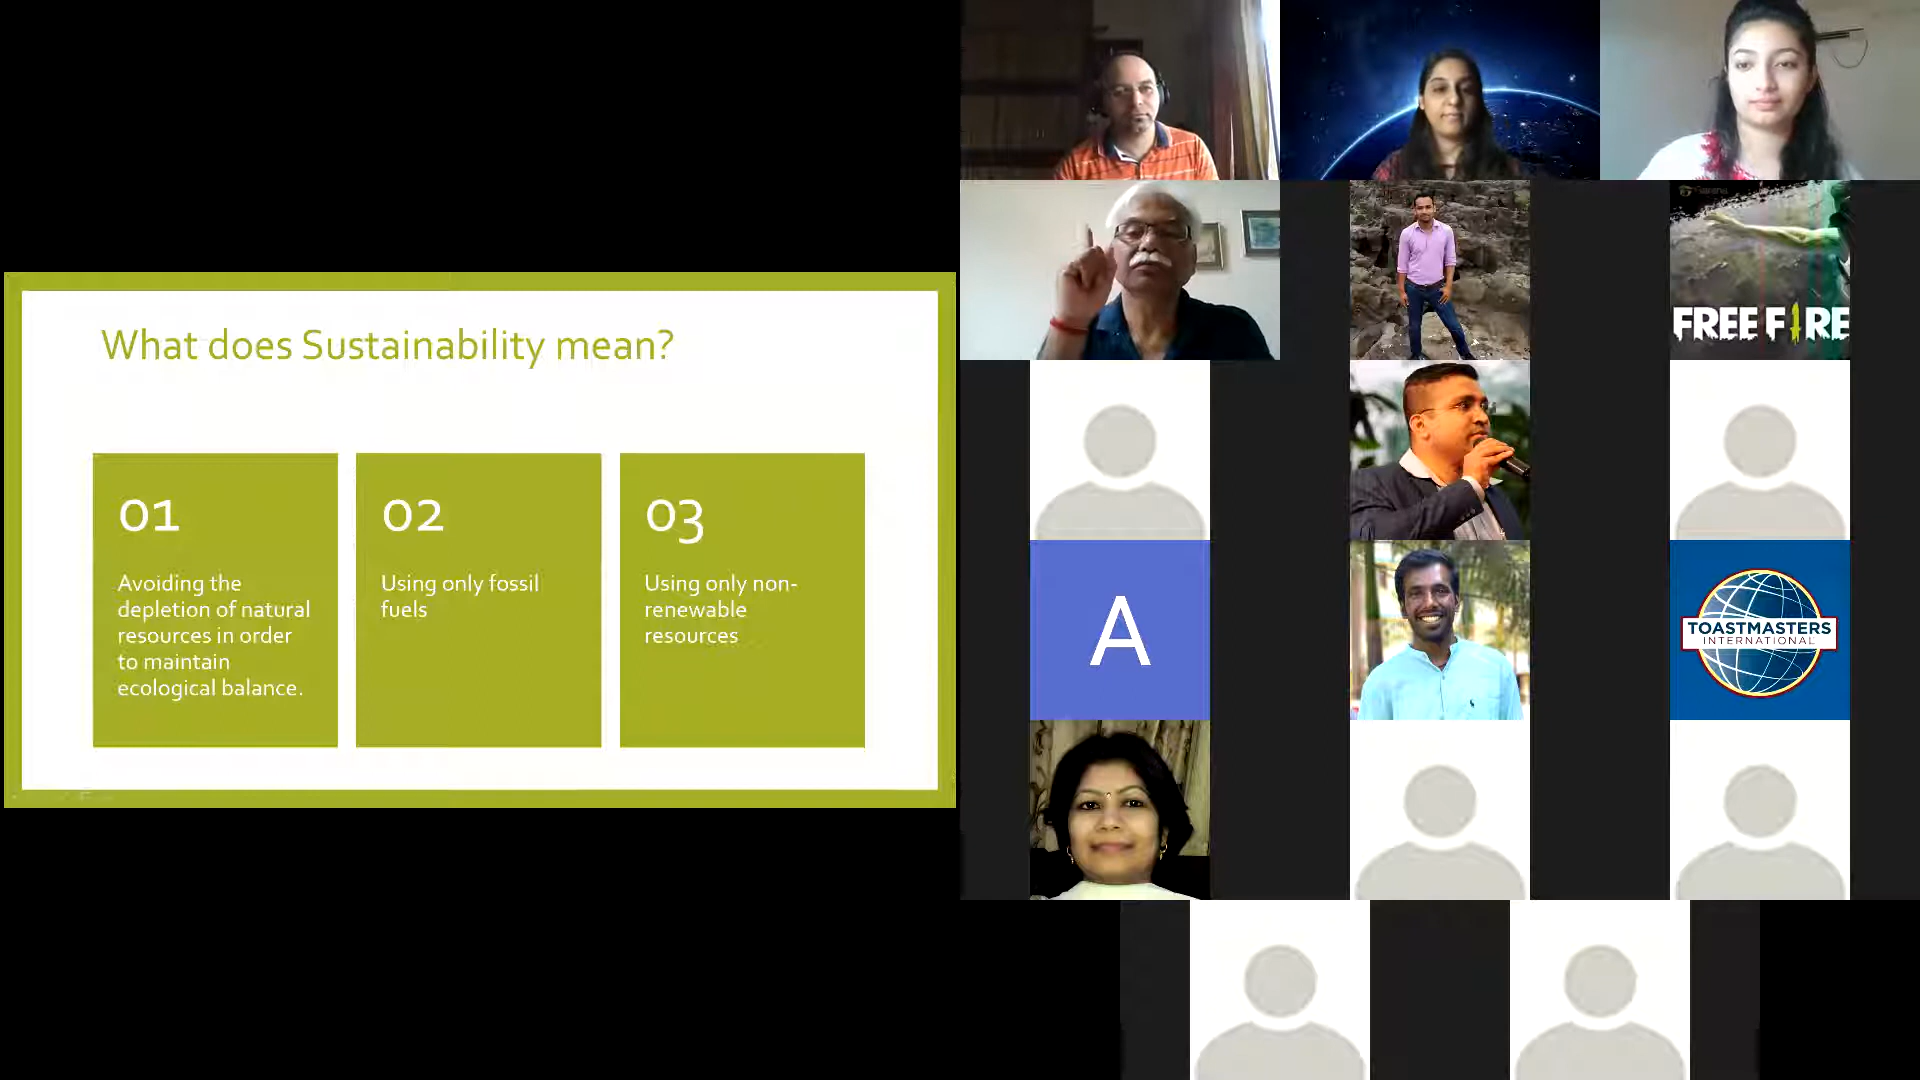 What does Sustainability mean?
01
Avoiding the
depletion of natural
resources in order
to maintain
ecological balance.
02
Using only fossil
fuels
03
Using only non-
renewable
resources
FREE FIRE
A
TOASTMASTERS
INTERNATIONAL